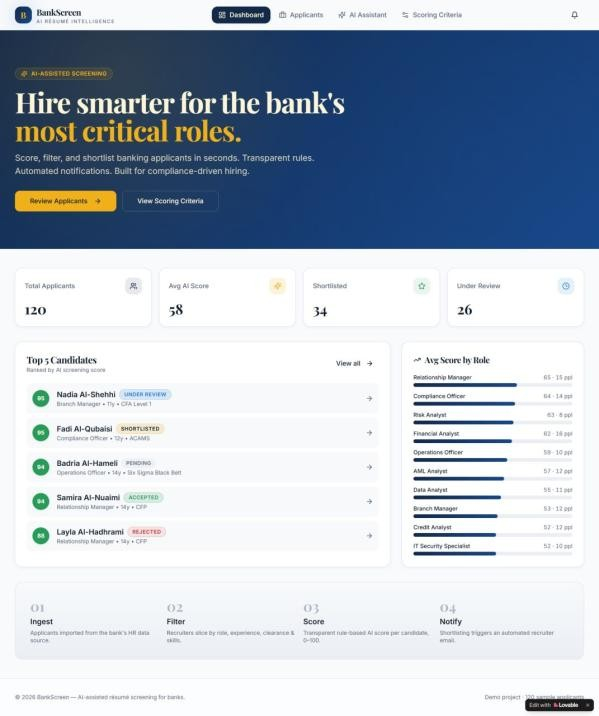 B
BankScreen
AI RÉSUMÉ INTELLIGENCE
Dashboard
Applicants
AI Assistant
Scoring Criteria
AI-ASSISTED SCREENING
Hire smarter for the bank's
most critical roles.
Score, filter, and shortlist banking applicants in seconds. Transparent rules.
Automated notifications. Built for compliance-driven hiring.
Review Applicants →
View Scoring Criteria
Total Applicants
120
Avg AI Score
58
Shortlisted
34
Under Review
26
Top 5 Candidates
Ranked by AI screening score
View all →
95
Nadia Al-Shehhi UNDER REVIEW
Branch Manager • 11y • CFA Level 1
95
Fadi Al-Qubaisi SHORTLISTED
Compliance Officer • 12y • ACAMS
94
Badria Al-Hameli PENDING
Operations Officer • 14y • Six Sigma Black Belt
94
Samira Al-Nuaimi ACCEPTED
Relationship Manager • 14y • CFP
88
Layla Al-Hadhrami REJECTED
Relationship Manager • 14y • CFP
Avg Score by Role
Relationship Manager 65 · 15 ppl
Compliance Officer 64 · 14 ppl
Risk Analyst 63 · 8 ppl
Financial Analyst 62 · 16 ppl
Operations Officer 59 · 10 ppl
AML Analyst 57 · 12 ppl
Data Analyst 55 · 11 ppl
Branch Manager 53 · 12 ppl
Credit Analyst 52 · 12 ppl
IT Security Specialist 52 · 10 ppl
01
Ingest
Applicants imported from the bank's HR data
source.
02
Filter
Recruiters slice by role, experience, clearance &
skills.
03
Score
Transparent rule-based AI score per candidate,
0–100.
04
Notify
Shortlisting triggers an automated recruiter
email.
© 2026 BankScreen — AI-assisted résumé screening for banks.
Demo project · 120 sample applicants
Edit with Lovable ×